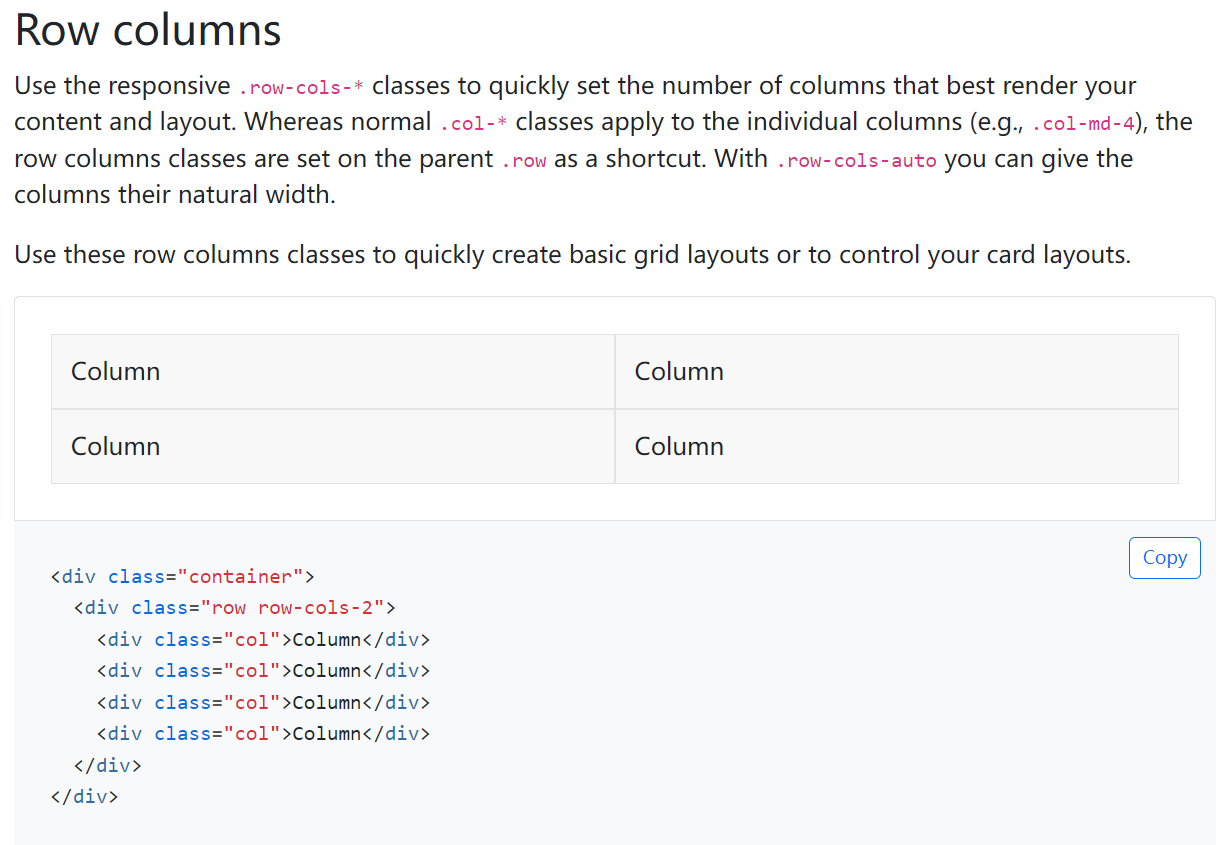 Row columns
Use the responsive .row-cols-* classes to quickly set the number of columns that best render your
content and layout. Whereas normal .col-* classes apply to the individual columns (e.g., .col-md-4), the
row columns classes are set on the parent .row as a shortcut. With .row-cols-auto you can give the
columns their natural width.
Use these row columns classes to quickly create basic grid layouts or to control your card layouts.
Column Column
Column Column
Copy
<div class="container">
  <div class="row row-cols-2">
    <div class="col">Column</div>
    <div class="col">Column</div>
    <div class="col">Column</div>
    <div class="col">Column</div>
  </div>
</div>